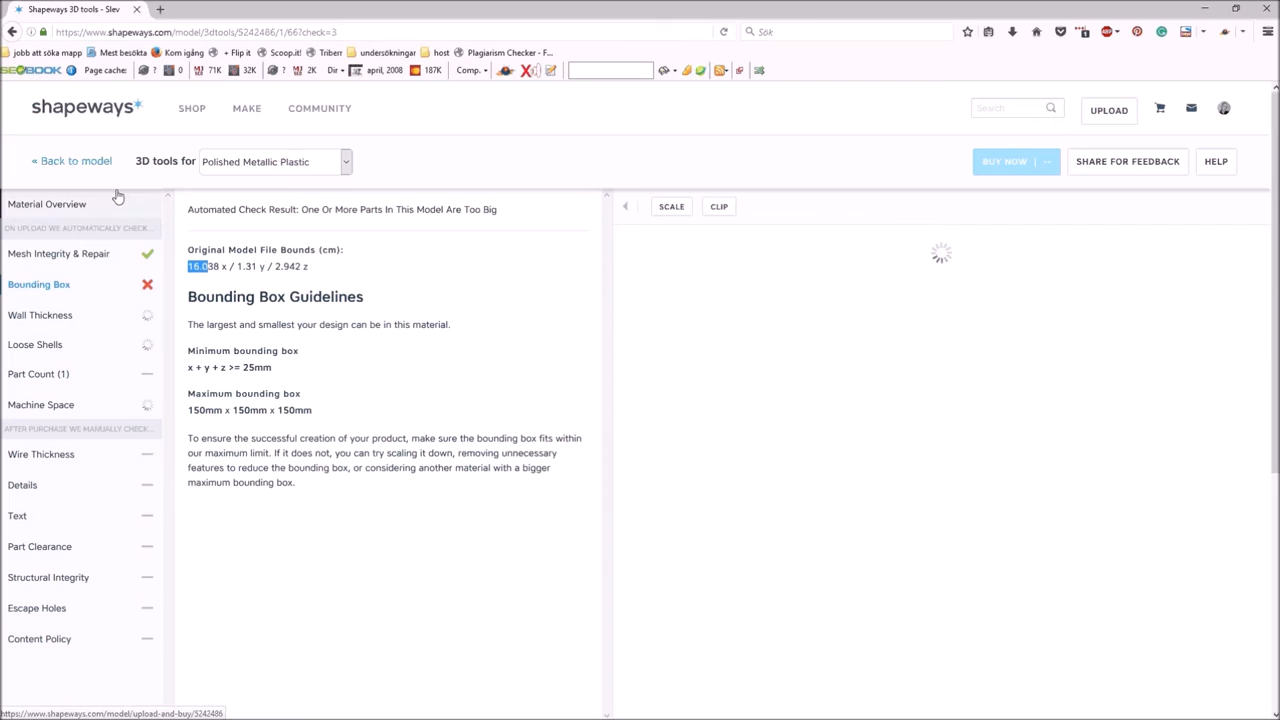 Shapeways 3D tools - Slev
https://www.shapeways.com/model/3dtools/5242486/1/66?check=3
Sök
jobb att söka mapp Mest besökta Kom igång + Flip it Scoop.it! Triberr undersökningar host Plagiarism Checker - F...
SEOBOOK Page cache: ? 0 71K 32K ? 2K Dir april, 2008 187K Comp.
shapeways SHOP MAKE COMMUNITY Search UPLOAD
« Back to model 3D tools for Polished Metallic Plastic BUY NOW | -- SHARE FOR FEEDBACK HELP
Material Overview
ON UPLOAD WE AUTOMATICALLY CHECK...
Mesh Integrity & Repair
Bounding Box
Wall Thickness
Loose Shells
Part Count (1)
Machine Space
AFTER PURCHASE WE MANUALLY CHECK...
Wire Thickness
Details
Text
Part Clearance
Structural Integrity
Escape Holes
Content Policy
Automated Check Result: One Or More Parts In This Model Are Too Big
Original Model File Bounds (cm):
16.038 x / 1.31 y / 2.942 z
Bounding Box Guidelines
The largest and smallest your design can be in this material.
Minimum bounding box
x + y + z >= 25mm
Maximum bounding box
150mm x 150mm x 150mm
To ensure the successful creation of your product, make sure the bounding box fits within
our maximum limit. If it does not, you can try scaling it down, removing unnecessary
features to reduce the bounding box, or considering another material with a bigger
maximum bounding box.
SCALE CLIP
https://www.shapeways.com/model/upload-and-buy/5242486